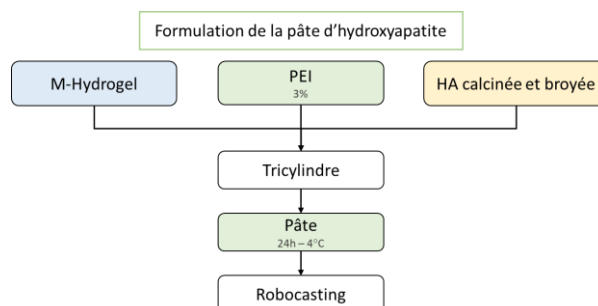 Formulation de la pâte d’hydroxyapatite
M-Hydrogel
PEI
3%
HA calcinée et broyée
Tricylindre
Pâte
24h – 4°C
Robocasting